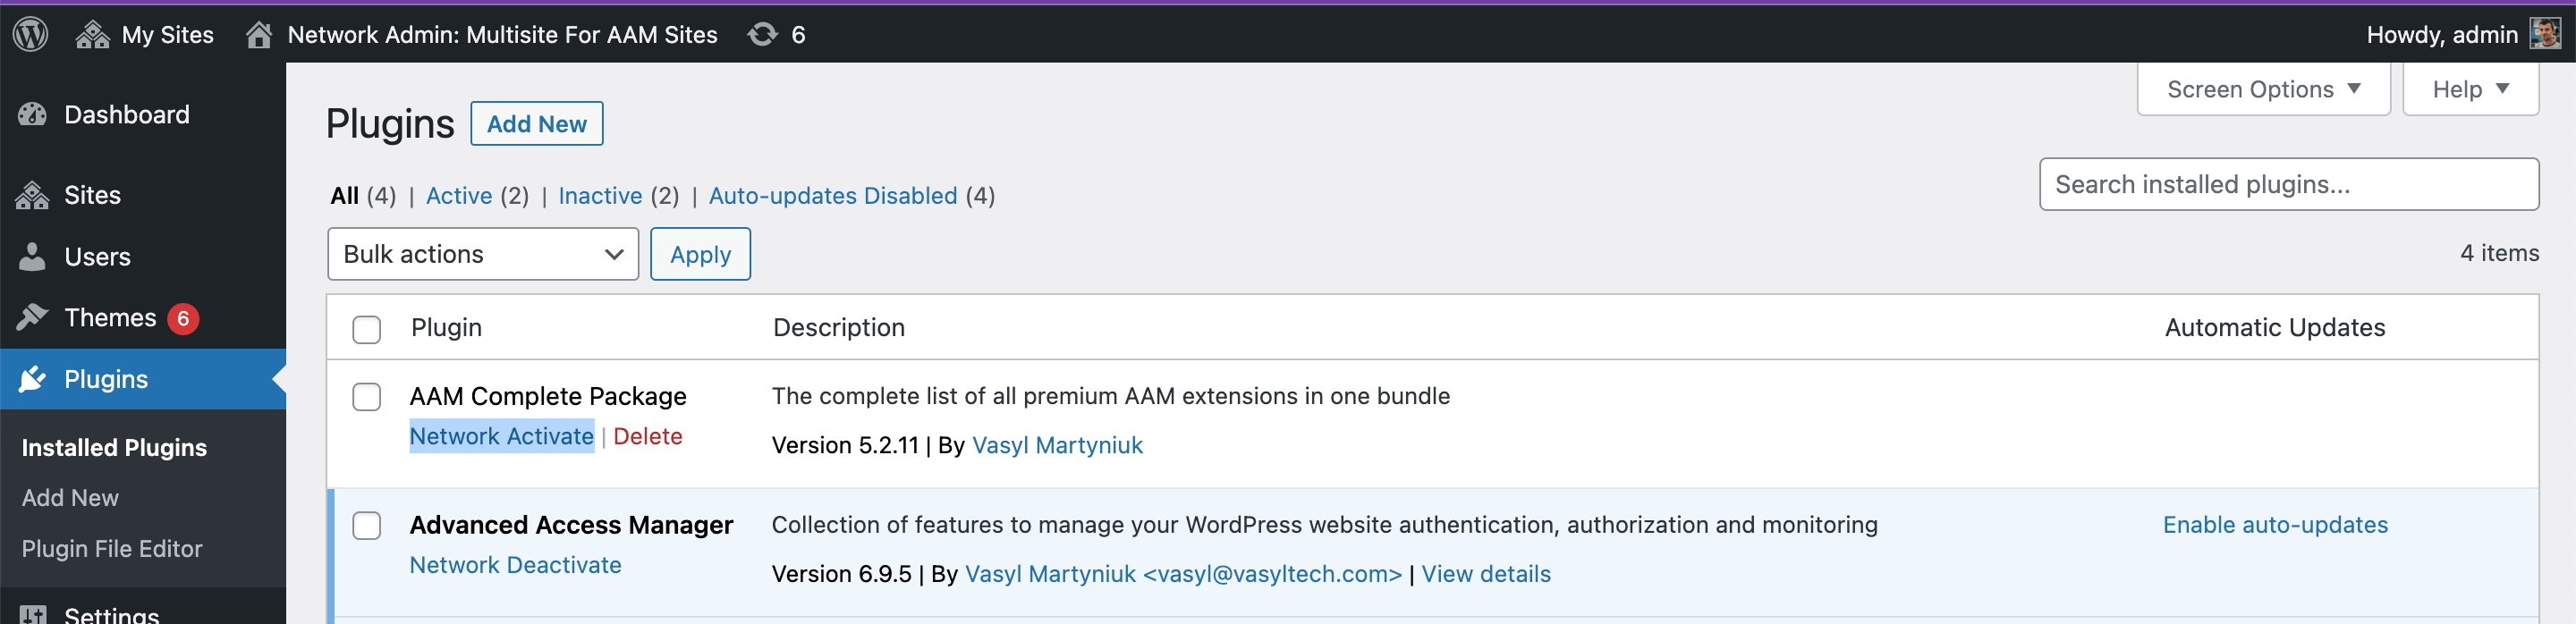 My Sites Network Admin: Multisite For AAM Sites 6 Howdy, admin
Screen Options ▼ Help ▼
Dashboard
Sites
Users
Themes 6
Plugins
Installed Plugins
Add New
Plugin File Editor
Settings
Plugins Add New
All (4) | Active (2) | Inactive (2) | Auto-updates Disabled (4)
Search installed plugins...
Bulk actions Apply
4 items
Plugin Description Automatic Updates
AAM Complete Package The complete list of all premium AAM extensions in one bundle
Network Activate | Delete
Version 5.2.11 | By Vasyl Martyniuk
Advanced Access Manager Collection of features to manage your WordPress website authentication, authorization and monitoring Enable auto-updates
Network Deactivate
Version 6.9.5 | By Vasyl Martyniuk <vasyl@vasyltech.com> | View details